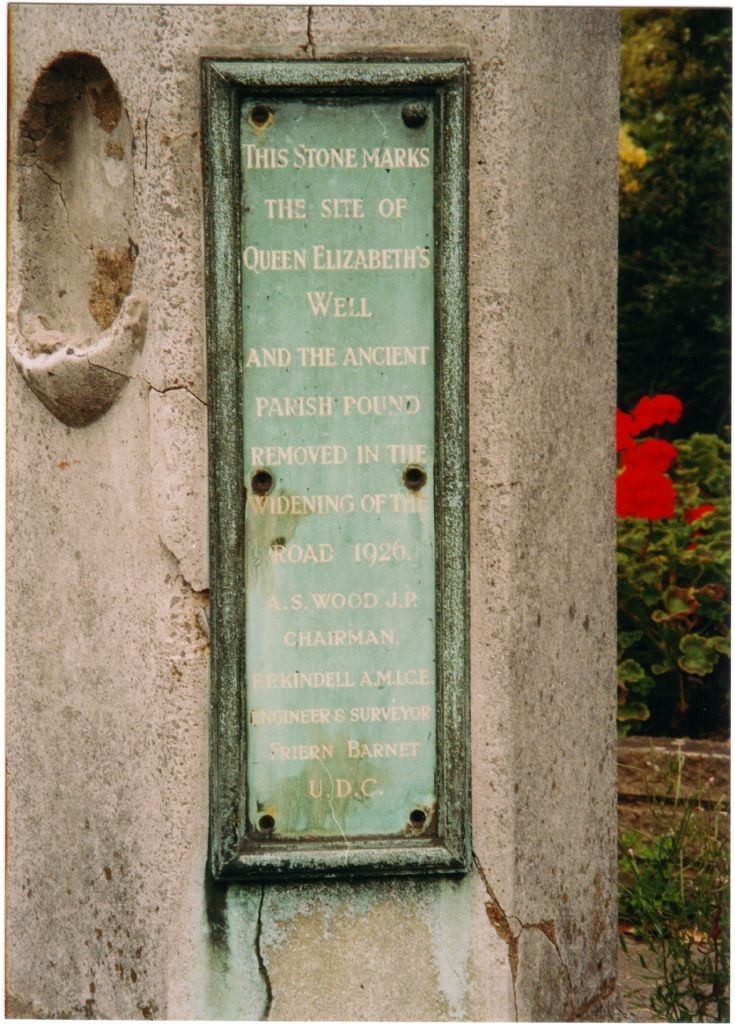 THIS STONE MARKS
THE SITE OF
QUEEN ELIZABETH'S
WELL
AND THE ANCIENT
PARISH POUND
REMOVED IN THE
WIDENING OF THE
ROAD 1926.
A.S. WOOD J.P.
CHAIRMAN.
F.P. KINDELL A.M.I.C.E.
ENGINEER & SURVEYOR
FRIERN BARNET
U.D.C.